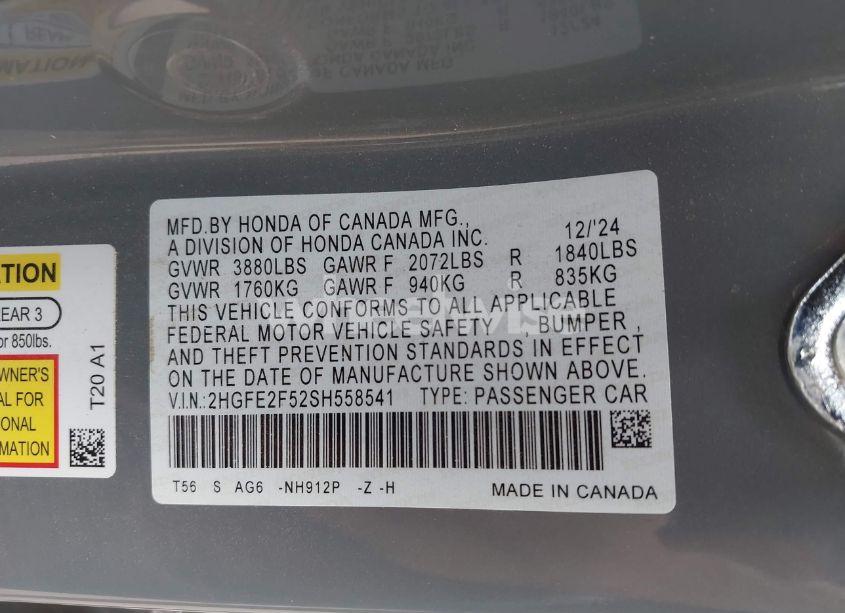 MFD.BY HONDA OF CANADA MFG.,
A DIVISION OF HONDA CANADA INC. 12/'24
GVWR 3880LBS GAWR F 2072LBS R 1840LBS
GVWR 1760KG GAWR F 940KG R 835KG
THIS VEHICLE CONFORMS TO ALL APPLICABLE
FEDERAL MOTOR VEHICLE SAFETY , BUMPER ,
AND THEFT PREVENTION STANDARDS IN EFFECT
ON THE DATE OF MANUFACTURE SHOWN ABOVE.
V.I.N.:2HGFE2F52SH558541 TYPE: PASSENGER CAR
T56 S AG6 -NH912P -Z -H MADE IN CANADA
ATION
EAR 3
or 850lbs.
WNER'S
AL FOR
ONAL
RMATION
T20 A1